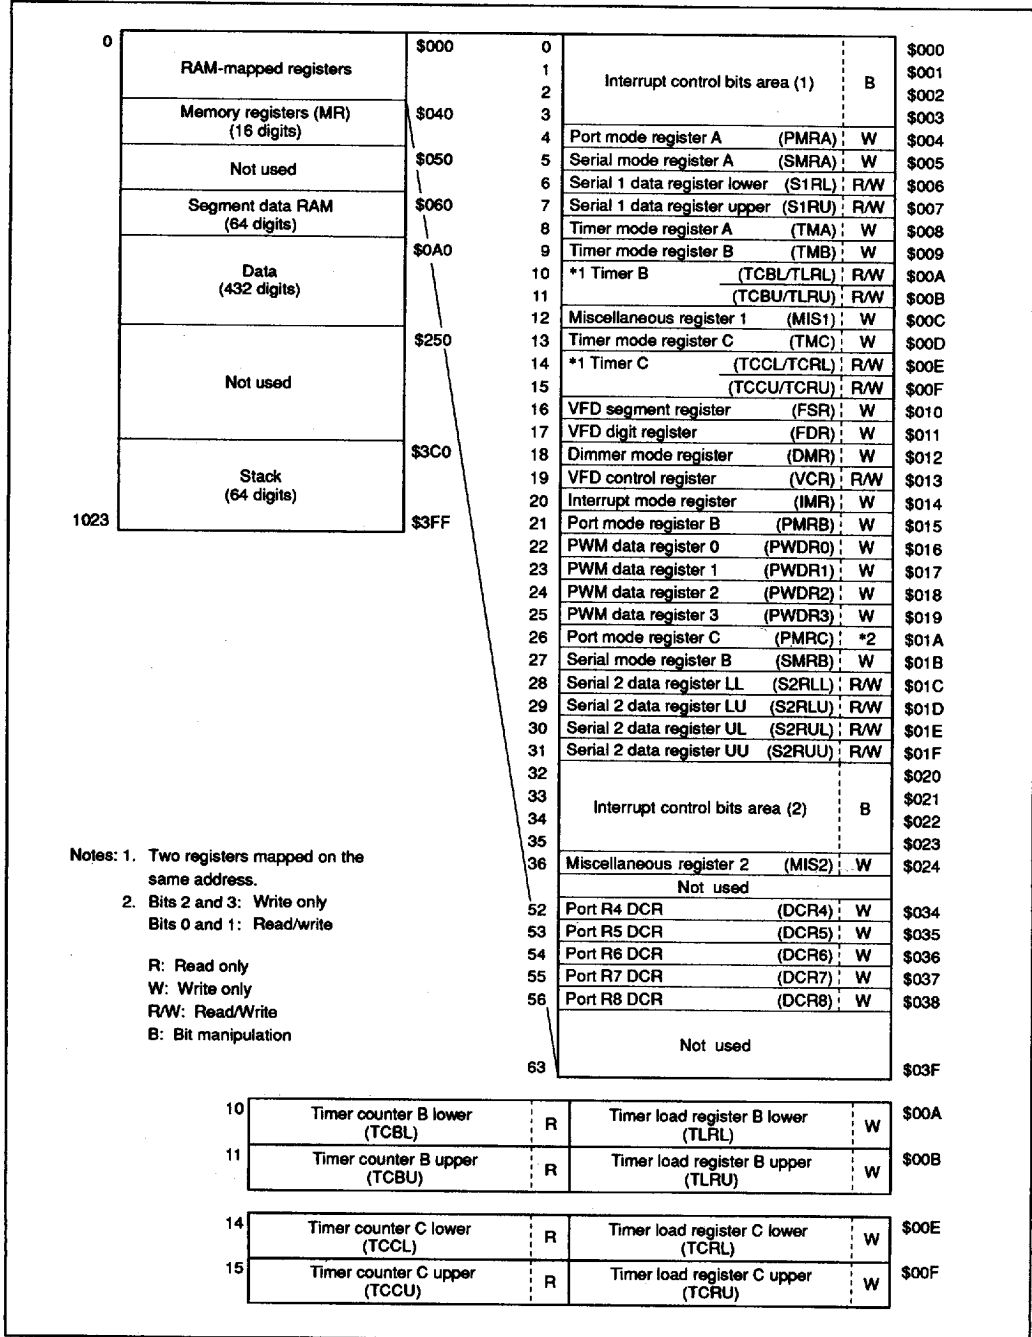 0 $000
RAM-mapped registers
Memory registers (MR) $040
(16 digits)
Not used $050
Segment data RAM $060
(64 digits)
$0A0
Data
(432 digits)
$250
Not used
$3C0
Stack
(64 digits)
1023 $3FF
0 $000
1 Interrupt control bits area (1) B $001
2 $002
3 $003
4 Port mode register A (PMRA) W $004
5 Serial mode register A (SMRA) W $005
6 Serial 1 data register lower (S1RL) R/W $006
7 Serial 1 data register upper (S1RU) R/W $007
8 Timer mode register A (TMA) W $008
9 Timer mode register B (TMB) W $009
10 *1 Timer B (TCBL/TLRL) R/W $00A
11 (TCBU/TLRU) R/W $00B
12 Miscellaneous register 1 (MIS1) W $00C
13 Timer mode register C (TMC) W $00D
14 *1 Timer C (TCCL/TCRL) R/W $00E
15 (TCCU/TCRU) R/W $00F
16 VFD segment register (FSR) W $010
17 VFD digit register (FDR) W $011
18 Dimmer mode register (DMR) W $012
19 VFD control register (VCR) R/W $013
20 Interrupt mode register (IMR) W $014
21 Port mode register B (PMRB) W $015
22 PWM data register 0 (PWDR0) W $016
23 PWM data register 1 (PWDR1) W $017
24 PWM data register 2 (PWDR2) W $018
25 PWM data register 3 (PWDR3) W $019
26 Port mode register C (PMRC) *2 $01A
27 Serial mode register B (SMRB) W $01B
28 Serial 2 data register LL (S2RLL) R/W $01C
29 Serial 2 data register LU (S2RLU) R/W $01D
30 Serial 2 data register UL (S2RUL) R/W $01E
31 Serial 2 data register UU (S2RUU) R/W $01F
32 $020
33 Interrupt control bits area (2) B $021
34 $022
35 $023
36 Miscellaneous register 2 (MIS2) W $024
Not used
52 Port R4 DCR (DCR4) W $034
53 Port R5 DCR (DCR5) W $035
54 Port R6 DCR (DCR6) W $036
55 Port R7 DCR (DCR7) W $037
56 Port R8 DCR (DCR8) W $038
Not used
63 $03F
Notes: 1. Two registers mapped on the
same address.
2. Bits 2 and 3: Write only
Bits 0 and 1: Read/write
R: Read only
W: Write only
R/W: Read/Write
B: Bit manipulation
10 Timer counter B lower R Timer load register B lower W $00A
(TCBL) (TLRL)
11 Timer counter B upper R Timer load register B upper W $00B
(TCBU) (TLRU)
14 Timer counter C lower R Timer load register C lower W $00E
(TCCL) (TCRL)
15 Timer counter C upper R Timer load register C upper W $00F
(TCCU) (TCRU)